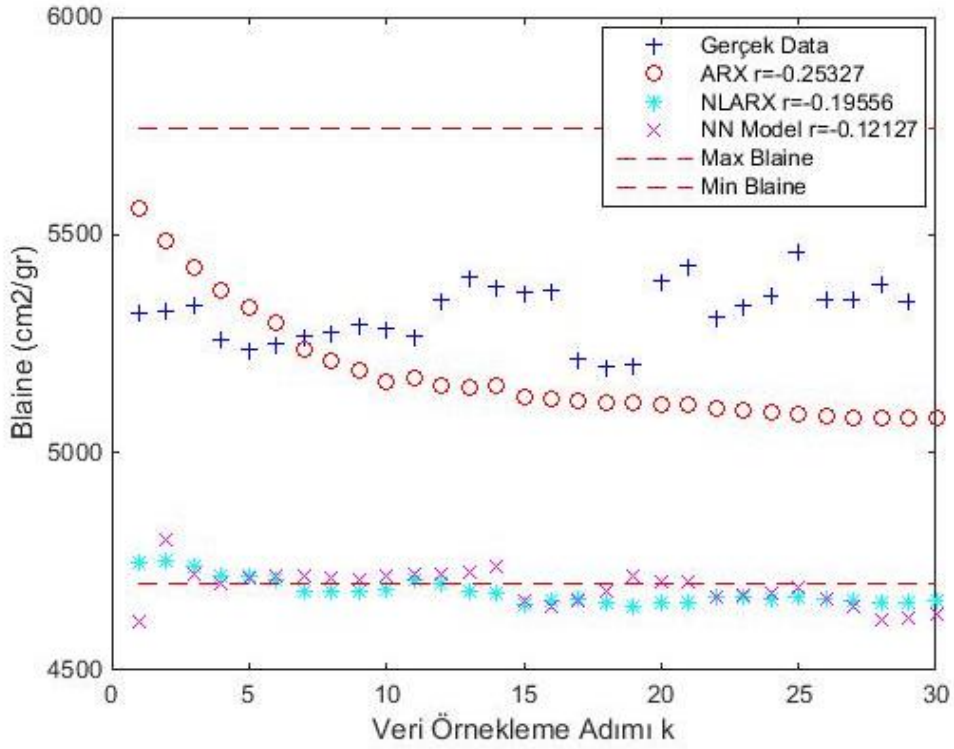 6000
5500
5000
4500
Blaine (cm2/gr)
Gerçek Data
ARX r=-0.25327
NLARX r=-0.19556
NN Model r=-0.12127
Max Blaine
Min Blaine
0 5 10 15 20 25 30
Veri Örnekleme Adımı k